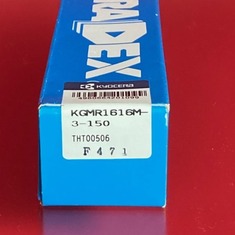 RADEX
KYOCERA
KGMR1616M-
3-150
THT00506
F471